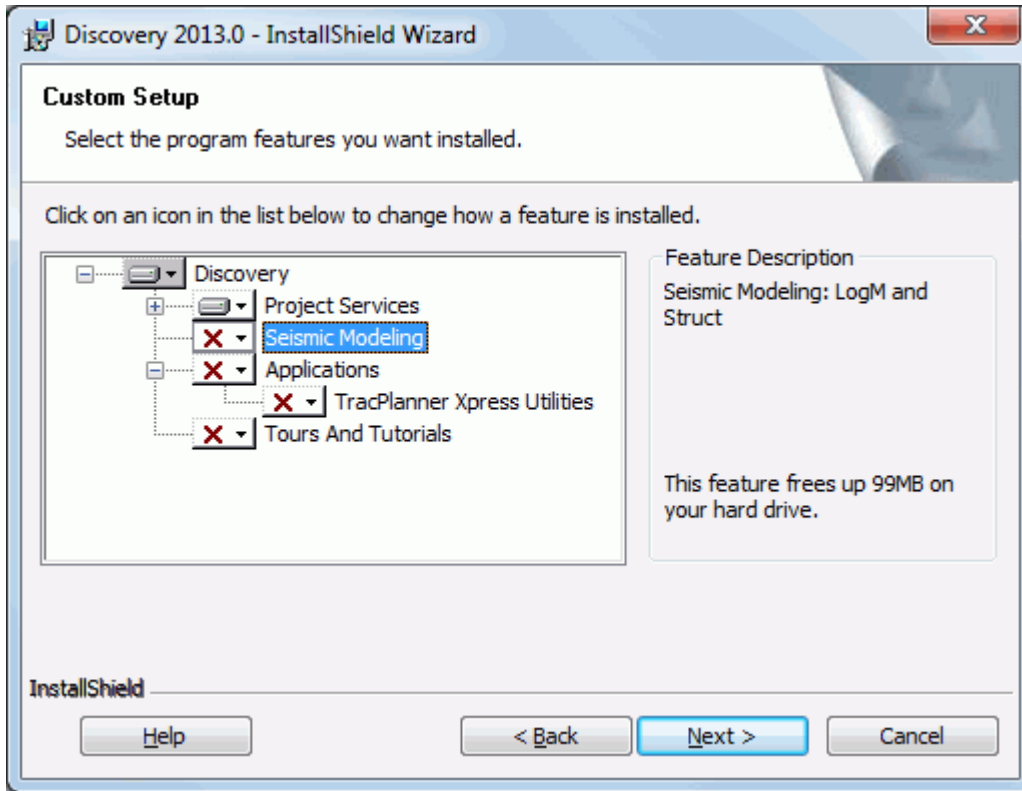 Discovery 2013.0 - InstallShield Wizard
Custom Setup
Select the program features you want installed.
Click on an icon in the list below to change how a feature is installed.
Discovery
Project Services
Seismic Modeling
Applications
TracPlanner Xpress Utilities
Tours And Tutorials
Feature Description
Seismic Modeling: LogM and
Struct
This feature frees up 99MB on
your hard drive.
InstallShield
Help
< Back
Next >
Cancel